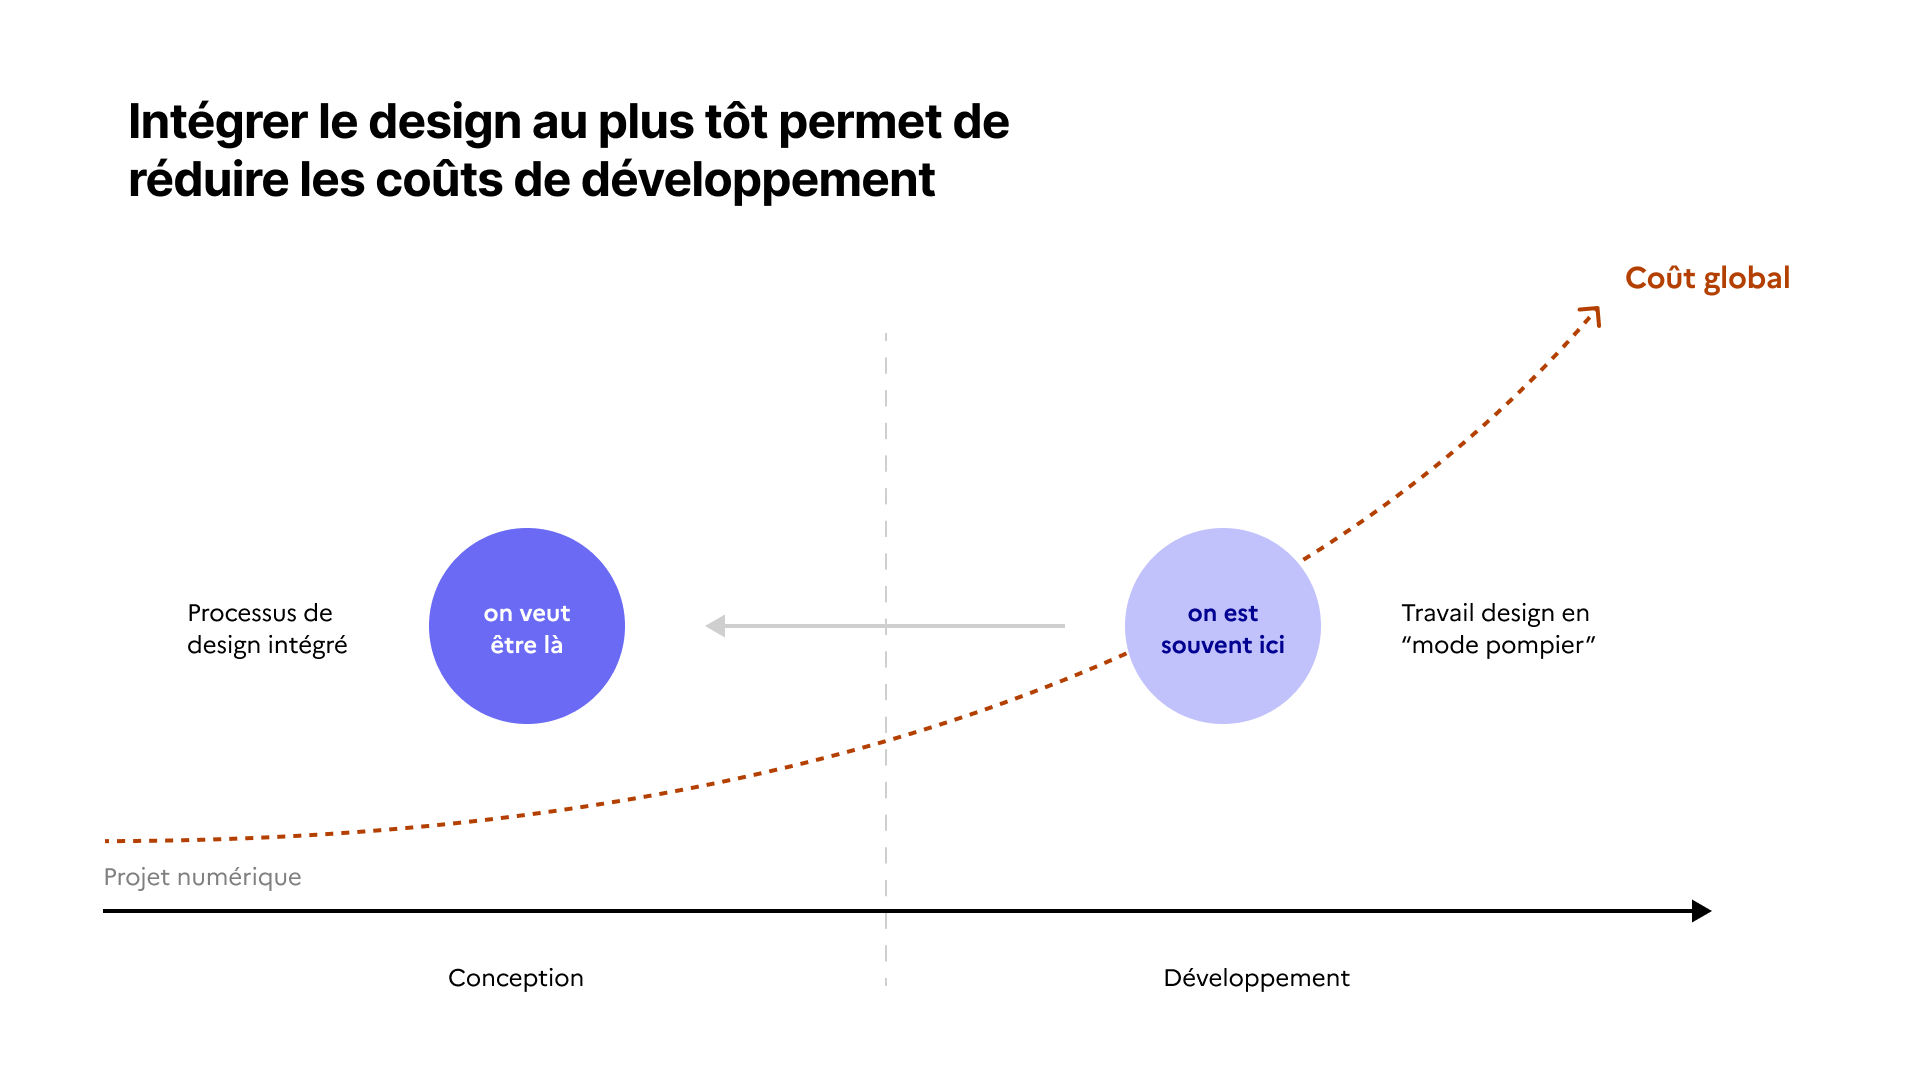 Intégrer le design au plus tôt permet de
réduire les coûts de développement
Coût global
Processus de
design intégré
on veut
être là
on est
souvent ici
Travail design en
“mode pompier”
Projet numérique
Conception
Développement